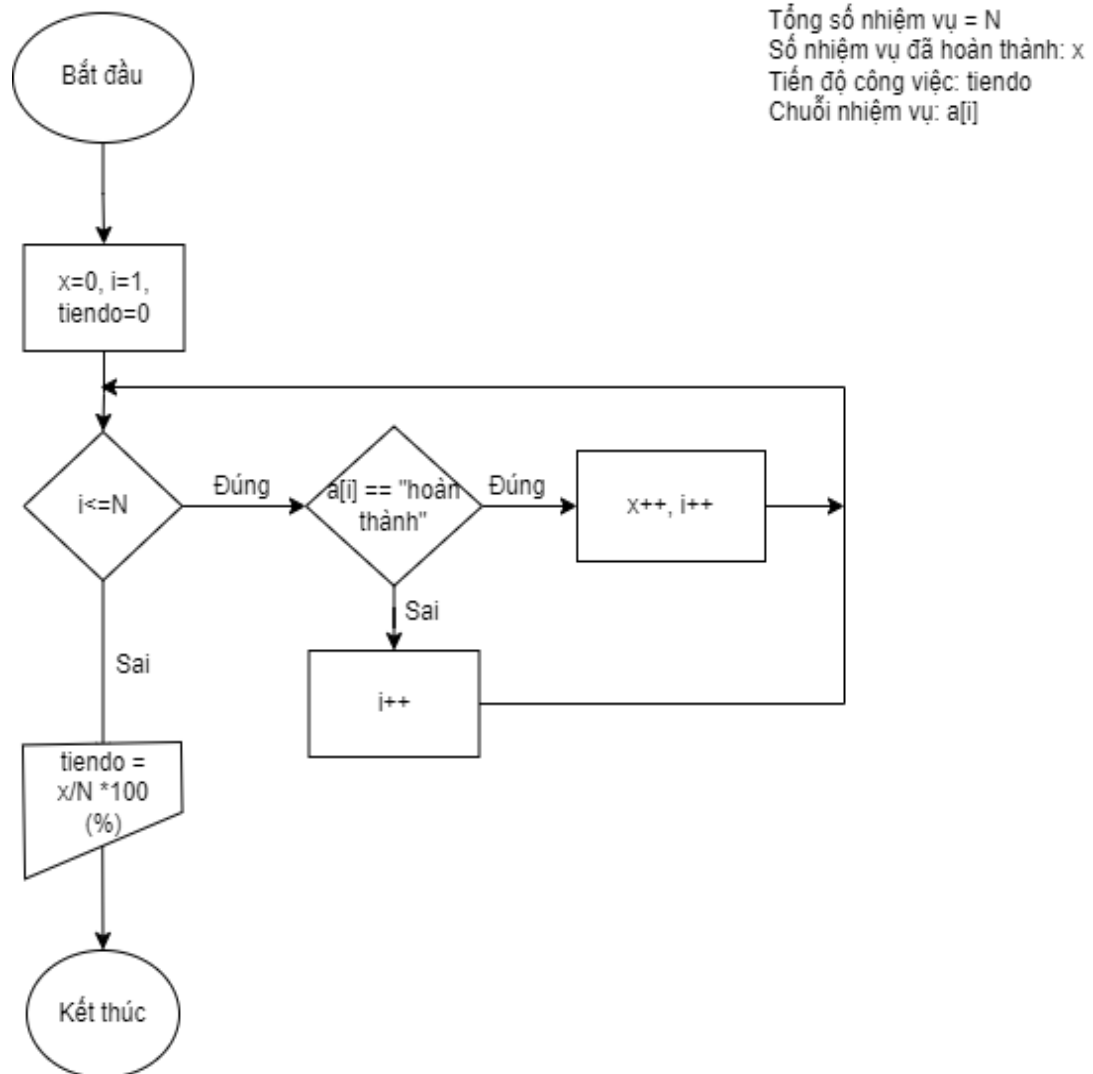 Tổng số nhiệm vụ = N
Số nhiệm vụ đã hoàn thành: x
Tiến độ công việc: tiendo
Chuỗi nhiệm vụ: a[i]
Bắt đầu
x=0, i=1,
tiendo=0
i<=N
Đúng
a[i] == "hoàn
thành"
Đúng
x++, i++
Sai
i++
Sai
tiendo =
x/N *100
(%)
Kết thúc